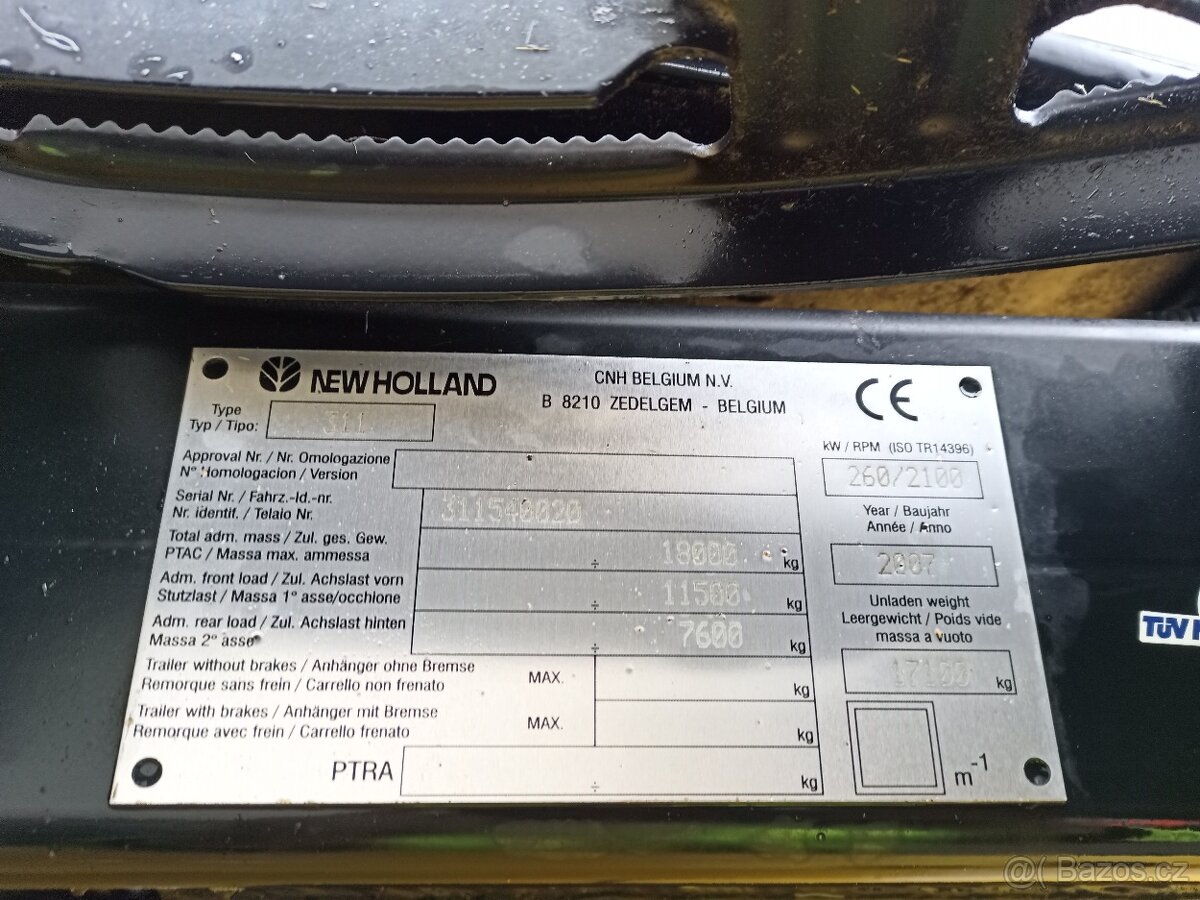 NEW HOLLAND
CNH BELGIUM N.V.
B 8210 ZEDELGEM - BELGIUM
CE
Type
Typ / Tipo:
311
Approval Nr. / Nr. Omologazione
N° Homologacion / Version
Serial Nr. / Fahrz.-Id.-nr.
Nr. identif. / Telaio Nr.
311540020
Total adm. mass / Zul. ges. Gew.
PTAC / Massa max. ammessa
÷ 18000 kg
Adm. front load / Zul. Achslast vorn
Stutzlast / Massa 1° asse/occhione
÷ 11500 kg
Adm. rear load / Zul. Achslast hinten
Massa 2° asse
÷ 7600 kg
Trailer without brakes / Anhänger ohne Bremse
Remorque sans frein / Carrello non frenato
MAX.
kg
Trailer with brakes / Anhänger mit Bremse
Remorque avec frein / Carrello frenato
MAX.
kg
PTRA
÷ kg
kW / RPM (ISO TR14396)
260/2100
Year / Baujahr
Année / Anno
2007
Unladen weight
Leergewicht / Poids vide
massa a vuoto
17100 kg
m-1
TÜV
Bazos.cz